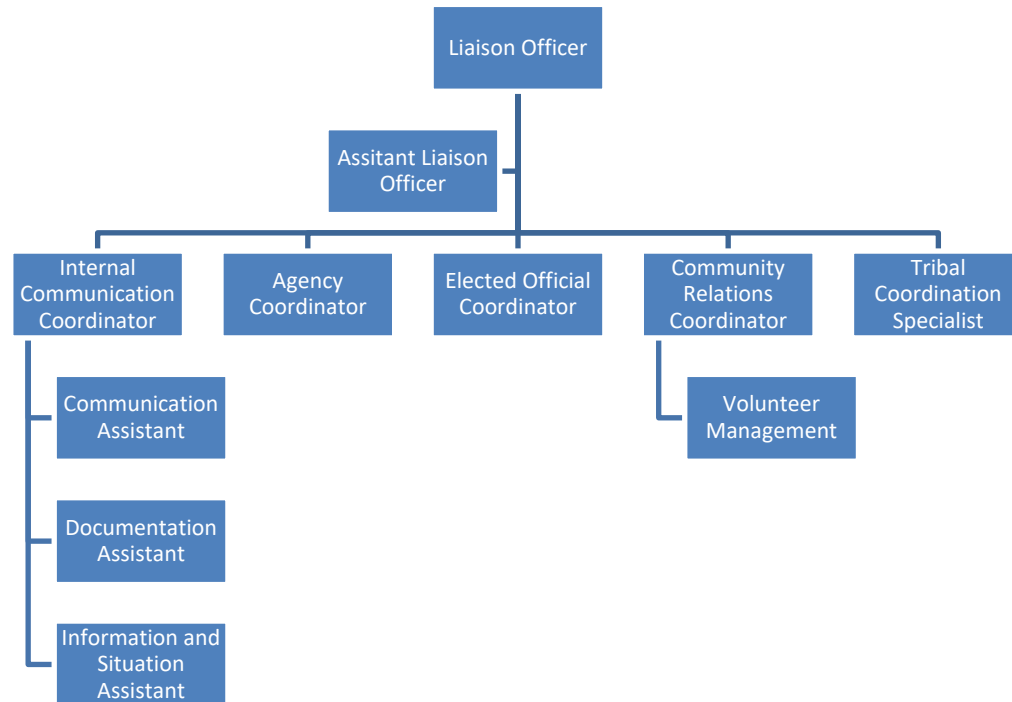 Liaison Officer
Assitant Liaison
Officer
Internal
Communication
Coordinator
Agency
Coordinator
Elected Official
Coordinator
Community
Relations
Coordinator
Tribal
Coordination
Specialist
Communication
Assistant
Volunteer
Management
Documentation
Assistant
Information and
Situation
Assistant